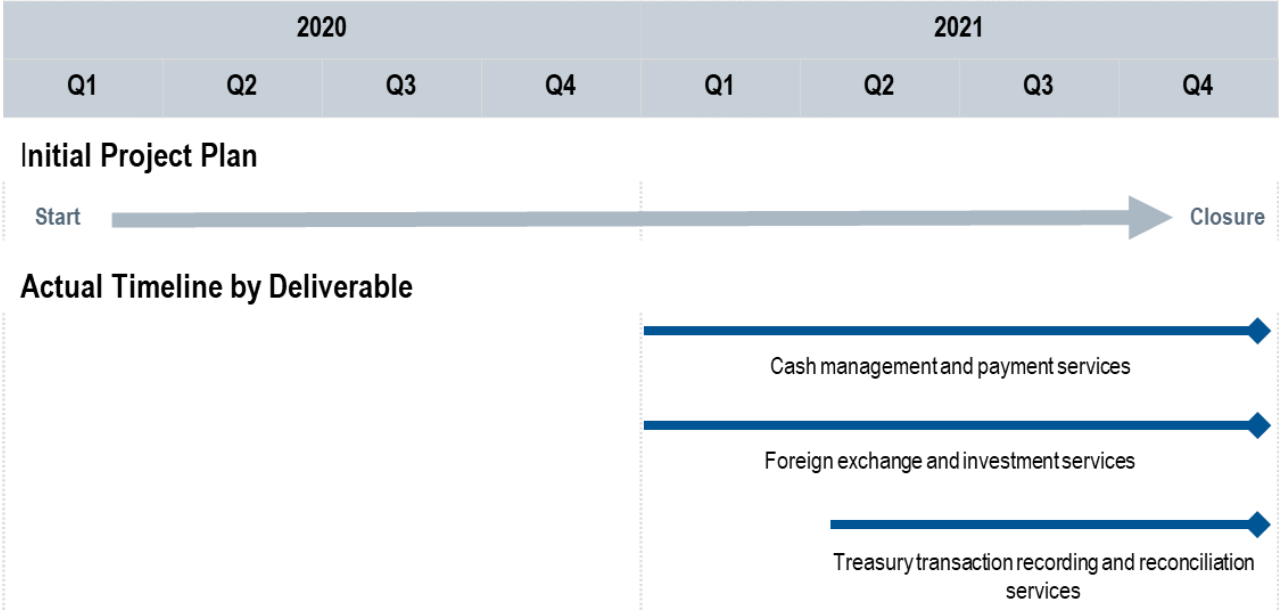 2020 2021
Q1 Q2 Q3 Q4 Q1 Q2 Q3 Q4
Initial Project Plan
Start Closure
Actual Timeline by Deliverable
Cash management and payment services
Foreign exchange and investment services
Treasury transaction recording and reconciliation
services